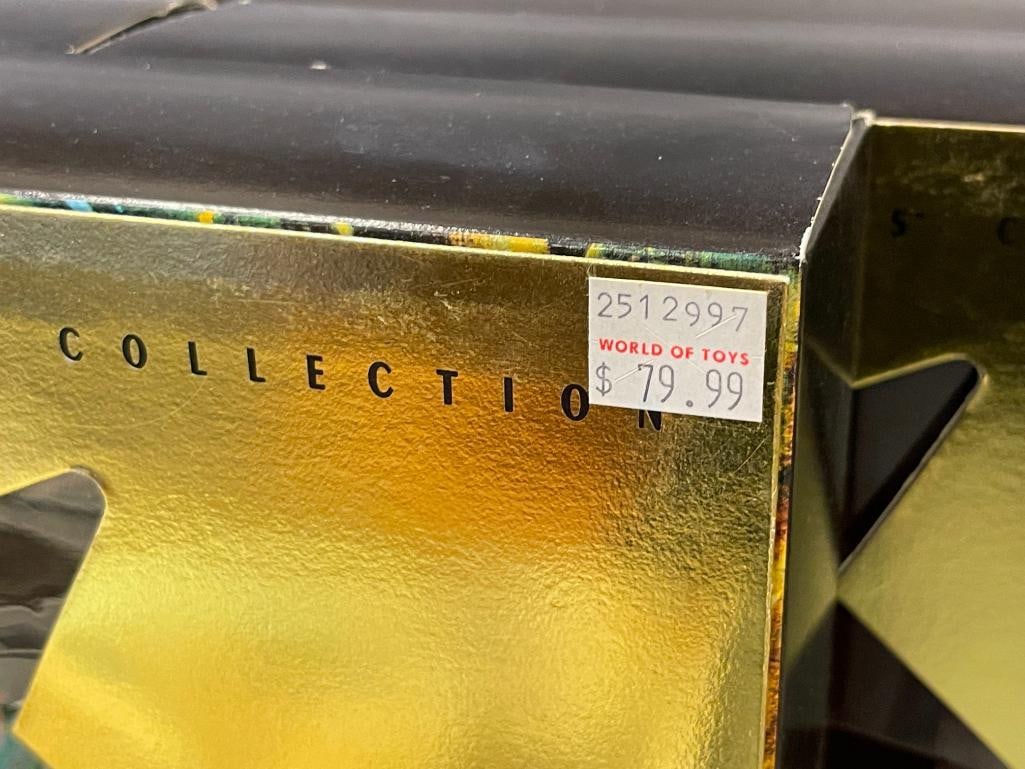 2512997
WORLD OF TOYS
$ 79.99
COLLECTION
S C